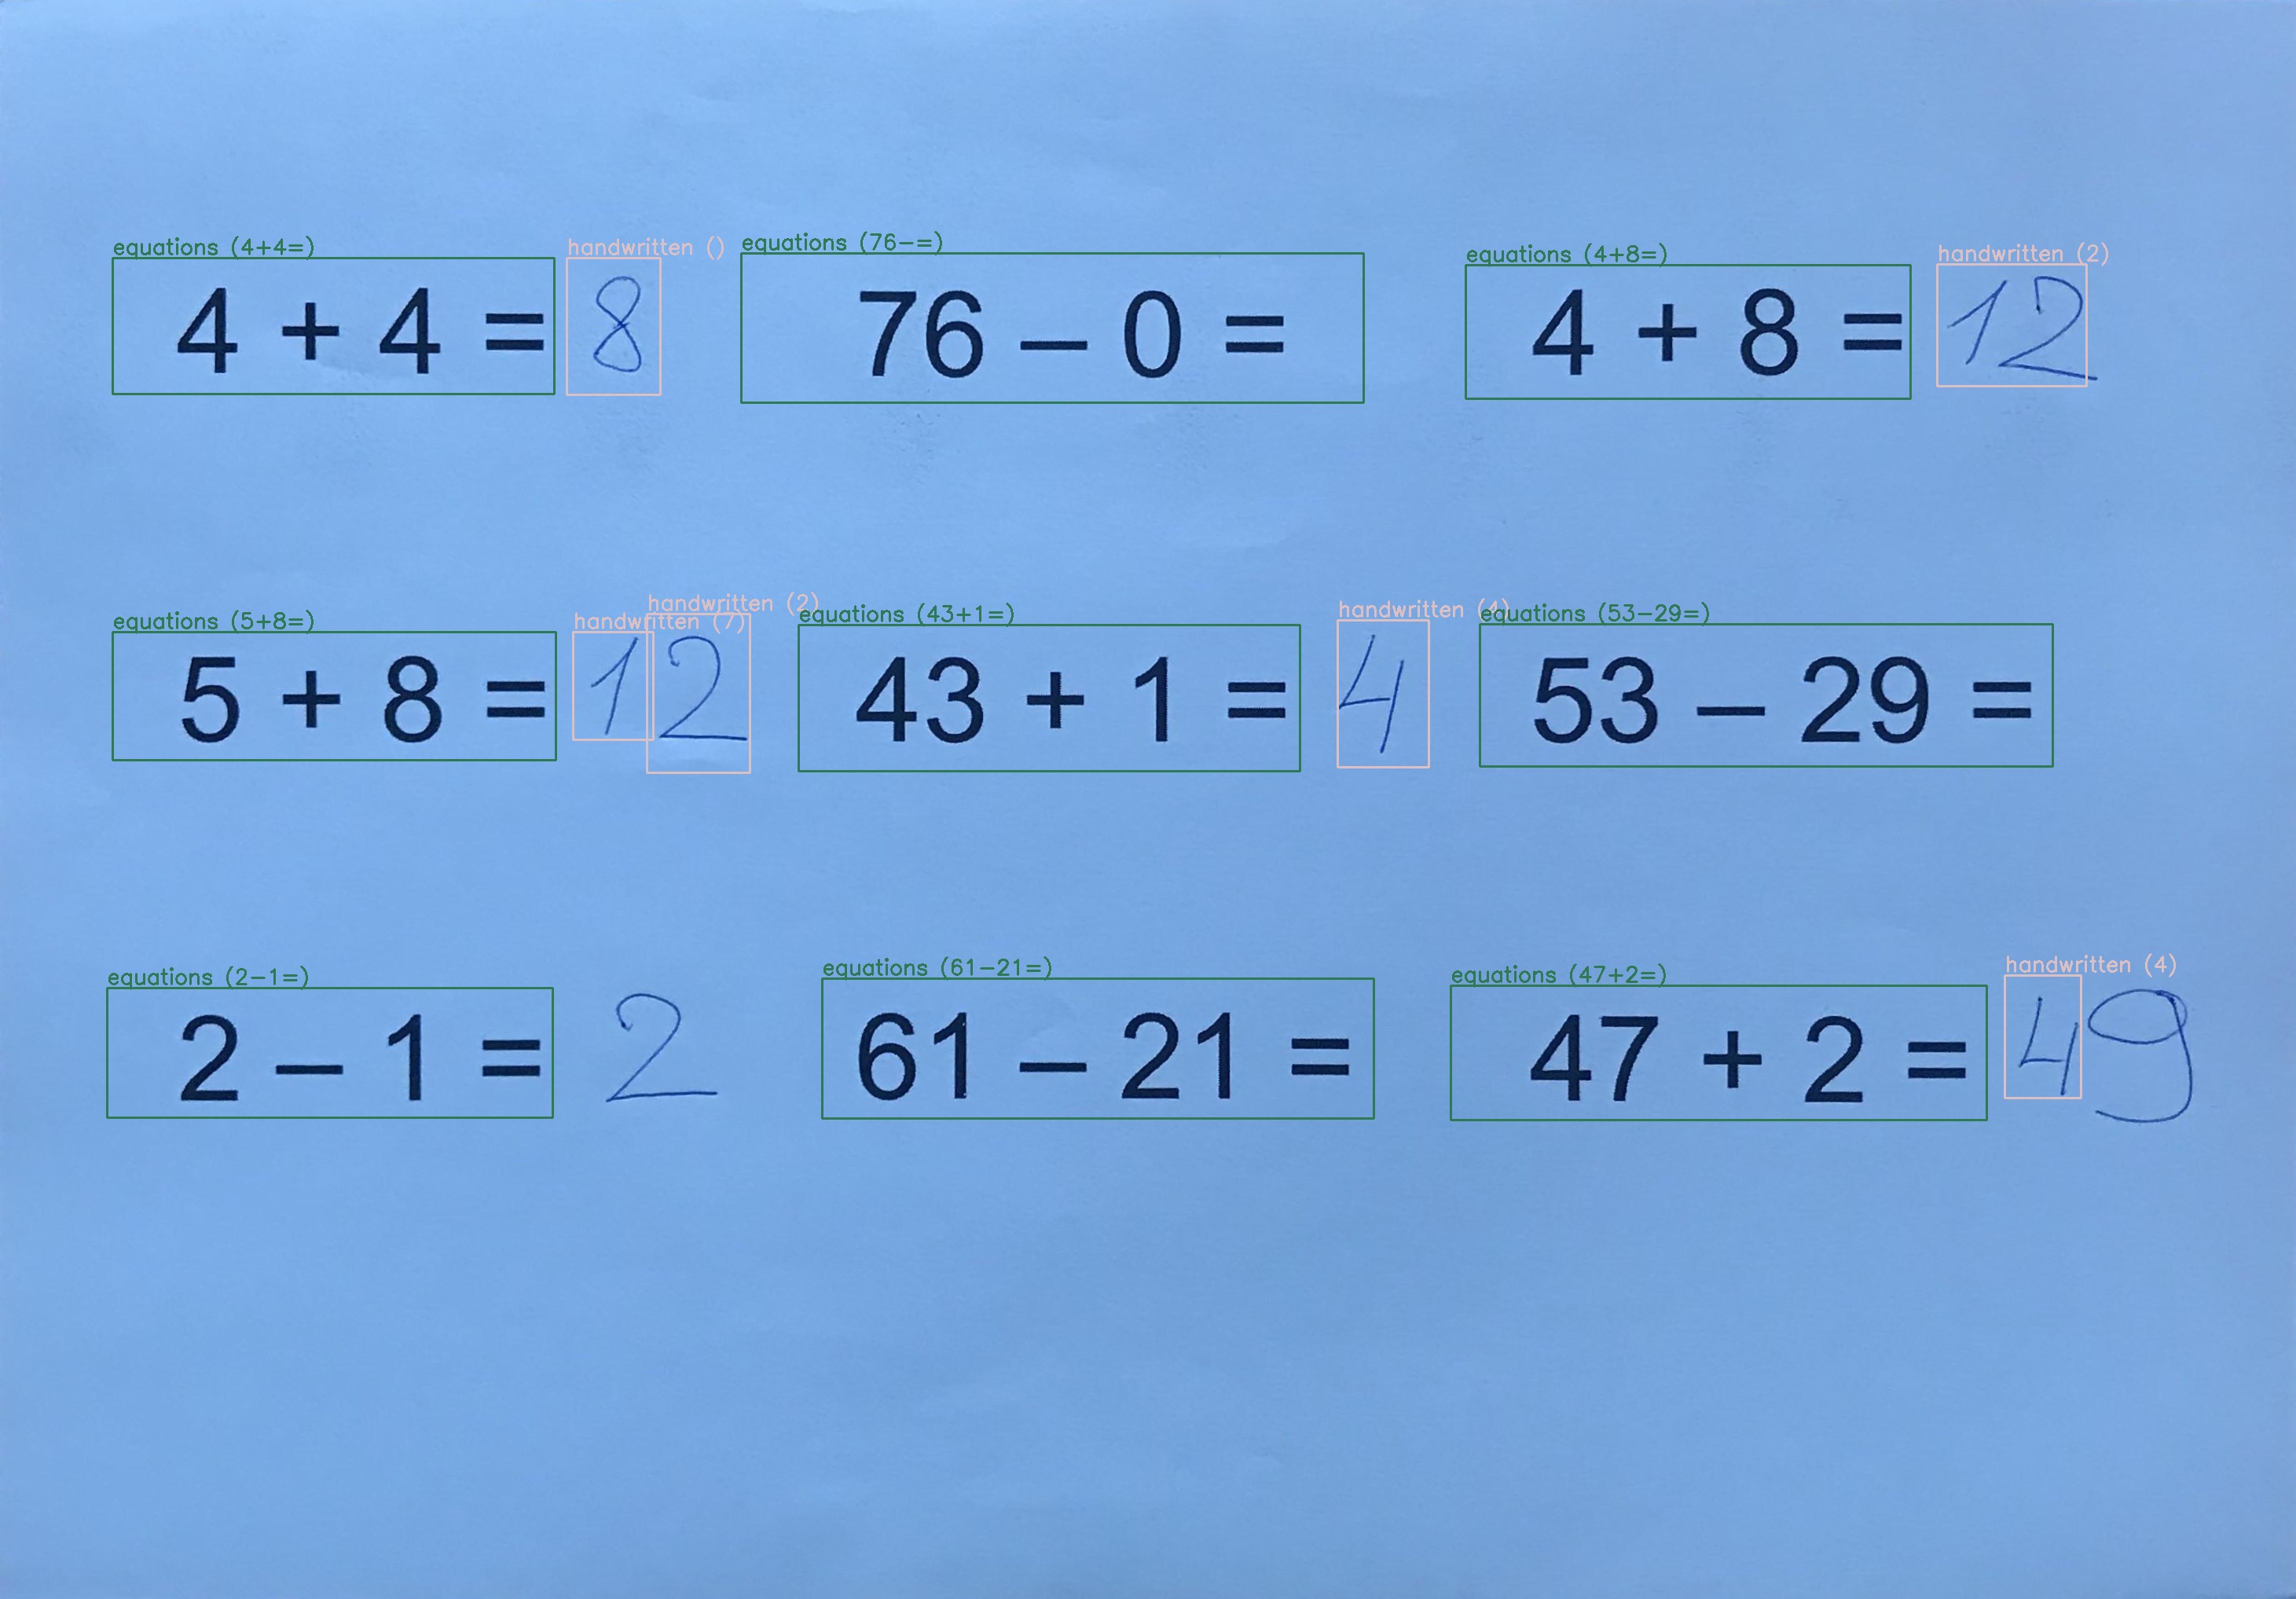 equations (4+4=) handwritten () equations (76-=) equations (4+8=) handwritten (2)
4 + 4 = 8 76 – 0 = 4 + 8 = 12
equations (5+8=) handwritten (7) handwritten (2) equations (43+1=) handwritten (4) equations (53-29=)
5 + 8 = 12 43 + 1 = 4 53 – 29 =
equations (2-1=) equations (61-21=) equations (47+2=) handwritten (4)
2 – 1 = 2 61 – 21 = 47 + 2 = 49